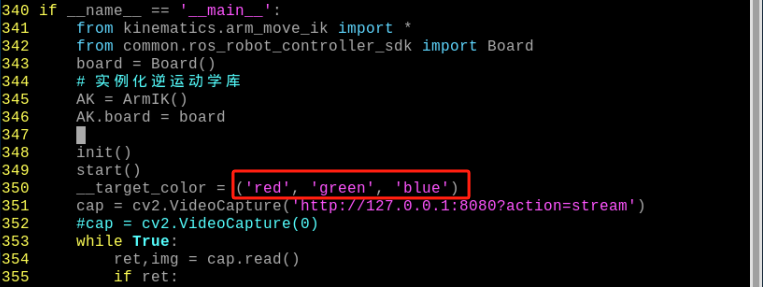 340 if __name__ == '__main__':
341     from kinematics.arm_move_ik import *
342     from common.ros_robot_controller_sdk import Board
343     board = Board()
344     # 实例化逆运动学库
345     AK = ArmIK()
346     AK.board = board
347
348     init()
349     start()
350     __target_color = ('red', 'green', 'blue')
351     cap = cv2.VideoCapture('http://127.0.0.1:8080?action=stream')
352     #cap = cv2.VideoCapture(0)
353     while True:
354         ret,img = cap.read()
355         if ret: